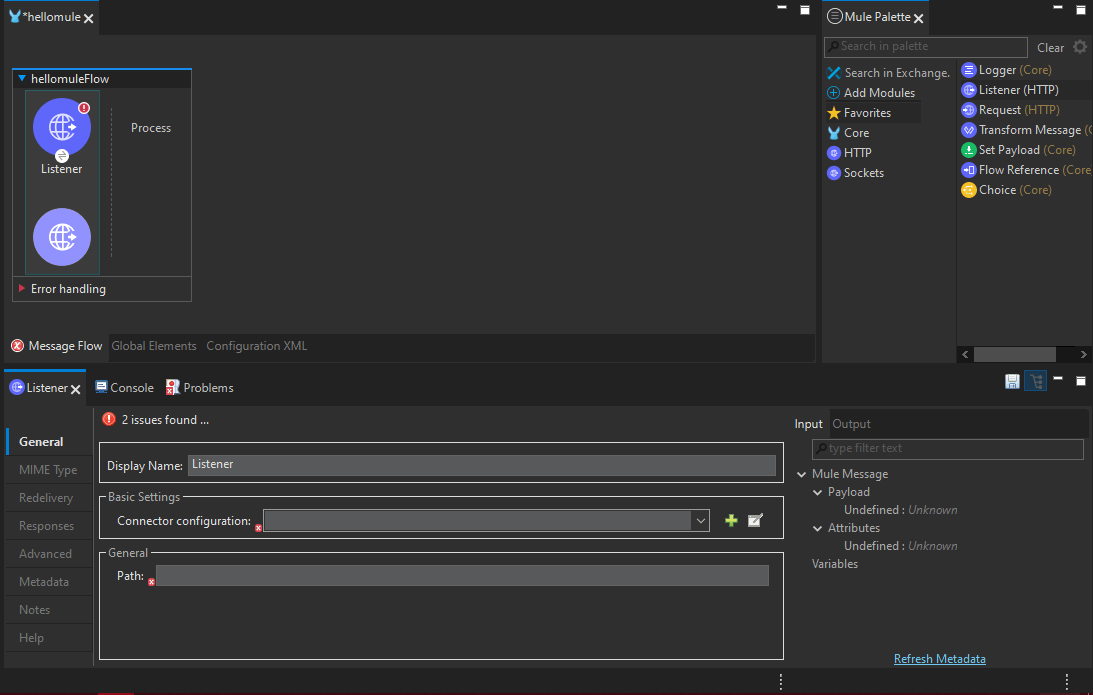 *hellomule
Mule Palette
Search in palette
Clear
hellomuleFlow
Listener
Process
Error handling
Search in Exchange.
Add Modules
Favorites
Core
HTTP
Sockets
Logger (Core)
Listener (HTTP)
Request (HTTP)
Transform Message (C
Set Payload (Core)
Flow Reference (Core
Choice (Core)
Message Flow
Global Elements
Configuration XML
Listener
Console
Problems
General
MIME Type
Redelivery
Responses
Advanced
Metadata
Notes
Help
2 issues found ...
Display Name: Listener
Basic Settings
Connector configuration:
General
Path:
Input
Output
type filter text
Mule Message
Payload
Undefined : Unknown
Attributes
Undefined : Unknown
Variables
Refresh Metadata